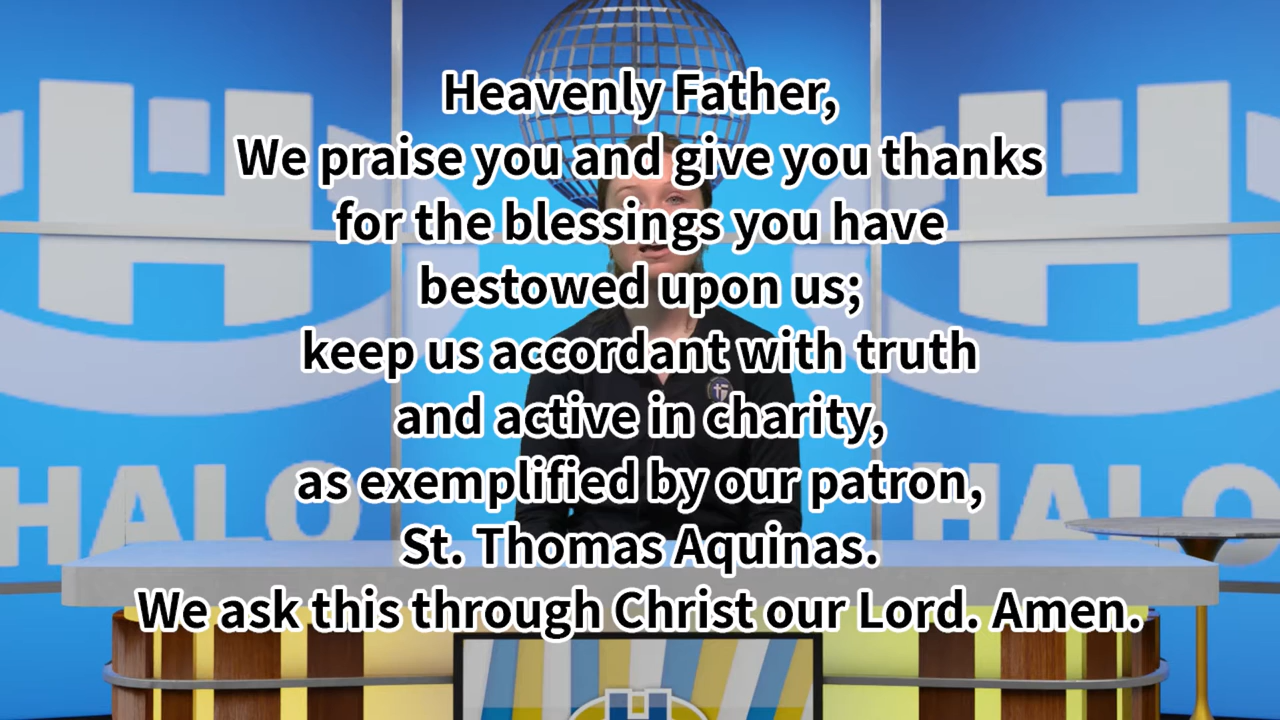 Heavenly Father,
We praise you and give you thanks
for the blessings you have
bestowed upon us;
keep us accordant with truth
and active in charity,
as exemplified by our patron,
St. Thomas Aquinas.
We ask this through Christ our Lord. Amen.
H H
HALO HALO